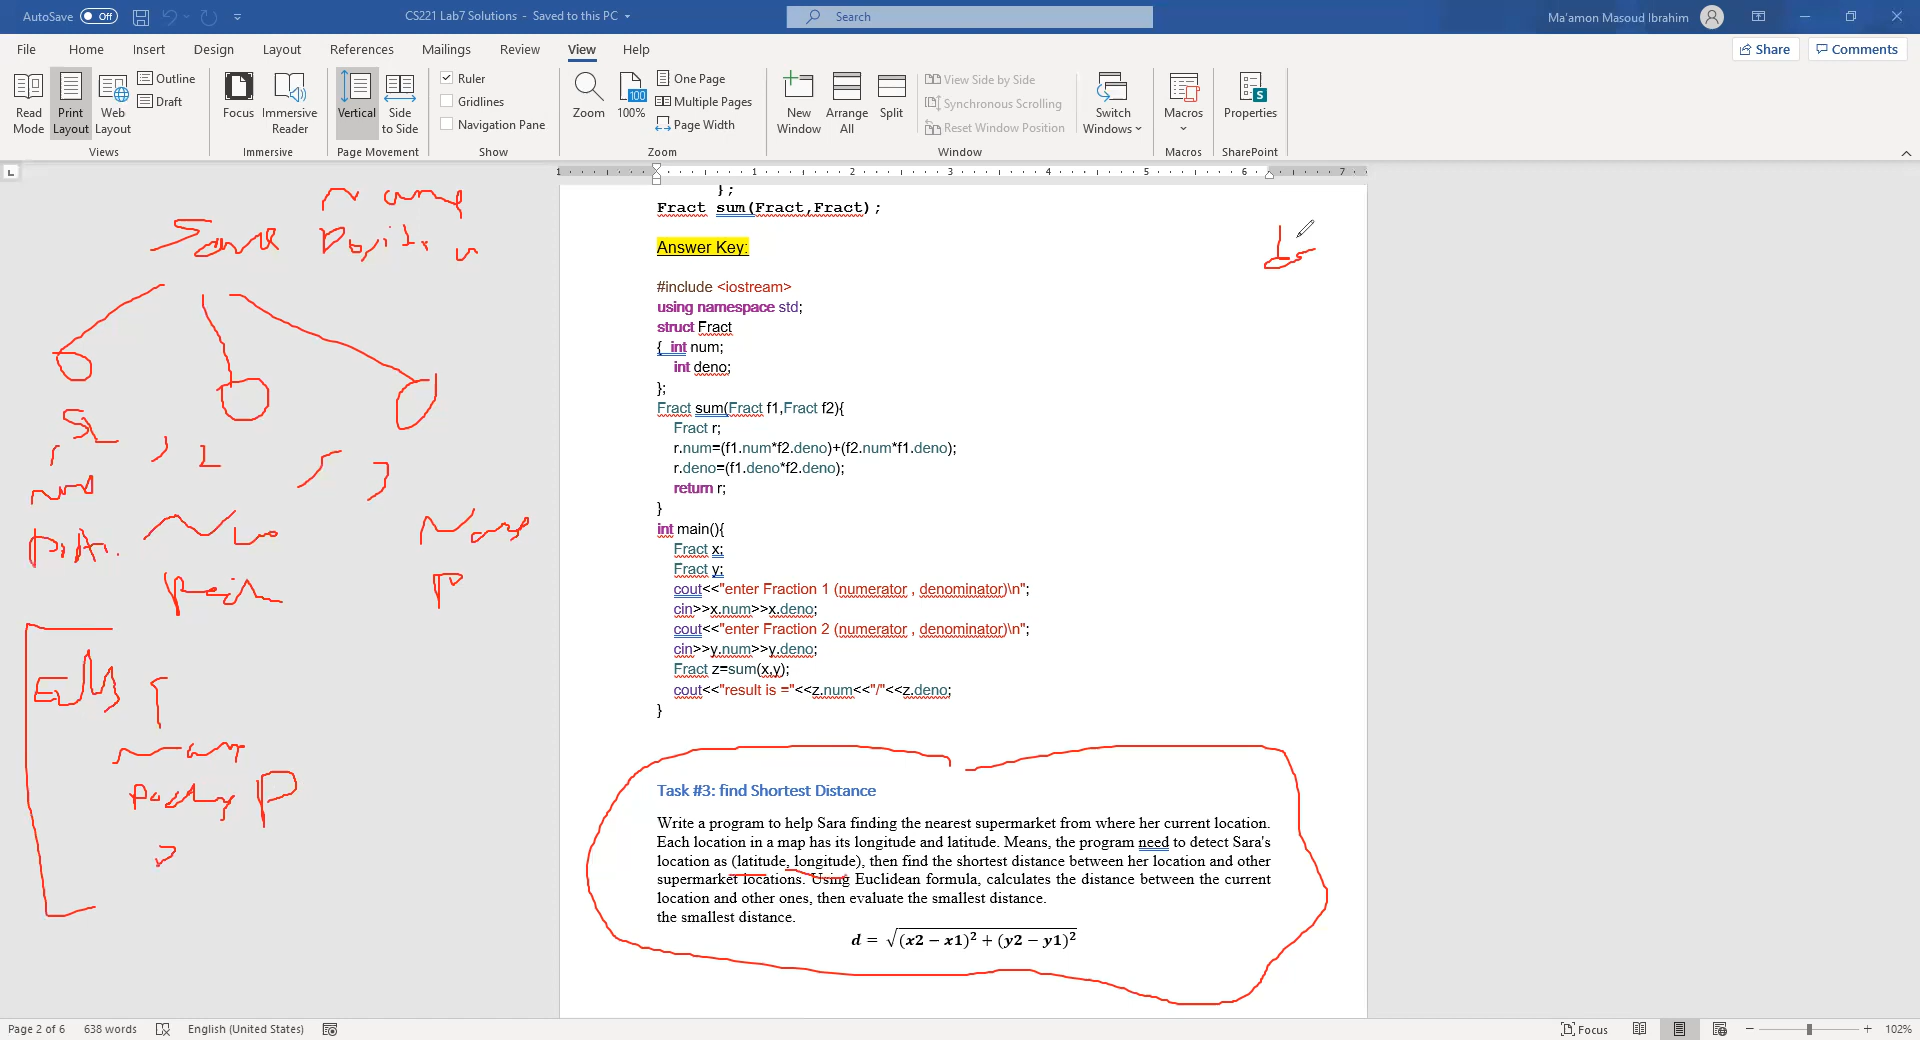 AutoSave Off CS221 Lab7 Solutions - Saved to this PC Search Ma'amon Masoud Ibrahim
File Home Insert Design Layout References Mailings Review View Help Share Comments
Read Mode Print Layout Web Layout Outline Draft
Focus Immersive Reader Vertical Side to Side
Ruler Gridlines Navigation Pane
Zoom 100 100% One Page Multiple Pages Page Width
New Window Arrange All Split View Side by Side Synchronous Scrolling Reset Window Position Switch Windows
Macros Properties
Views Immersive Page Movement Show Zoom Window Macros SharePoint
1 1 2 3 4 5 6 7
};
Fract sum(Fract,Fract);
Answer Key:
#include <iostream>
using namespace std;
struct Fract
{ int num;
int deno;
};
Fract sum(Fract f1,Fract f2){
Fract r;
r.num=(f1.num*f2.deno)+(f2.num*f1.deno);
r.deno=(f1.deno*f2.deno);
return r;
}
int main(){
Fract x;
Fract y;
cout<<"enter Fraction 1 (numerator , denominator)\n";
cin>>x.num>>x.deno;
cout<<"enter Fraction 2 (numerator , denominator)\n";
cin>>y.num>>y.deno;
Fract z=sum(x,y);
cout<<"result is ="<<z.num<<"/"<<z.deno;
}
Task #3: find Shortest Distance
Write a program to help Sara finding the nearest supermarket from where her current location.
Each location in a map has its longitude and latitude. Means, the program need to detect Sara's
location as (latitude, longitude), then find the shortest distance between her location and other
supermarket locations. Using Euclidean formula, calculates the distance between the current
location and other ones, then evaluate the smallest distance.
the smallest distance.
d = √(x2 − x1)² + (y2 − y1)²
Page 2 of 6 638 words English (United States) Focus 102%